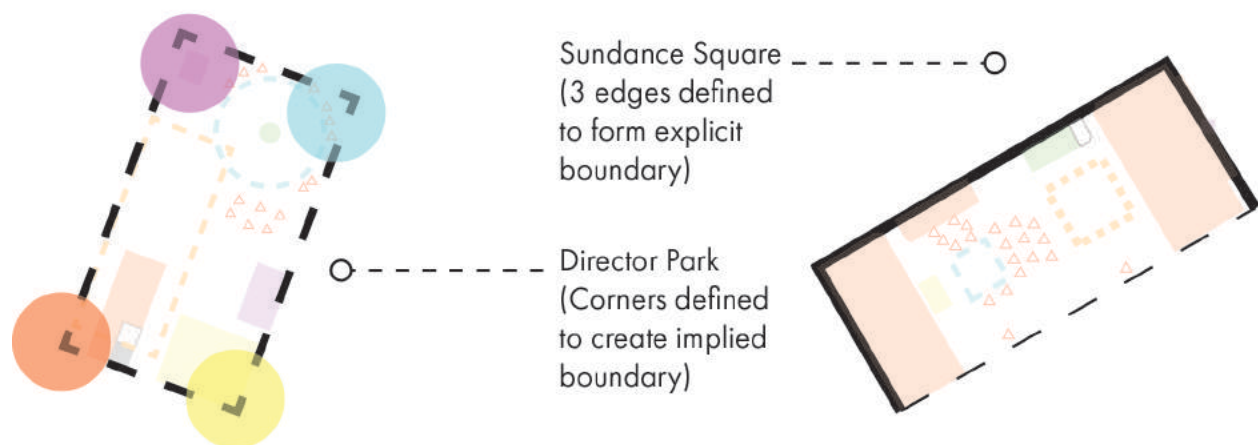 Sundance Square
(3 edges defined
to form explicit
boundary)
Director Park
(Corners defined
to create implied
boundary)